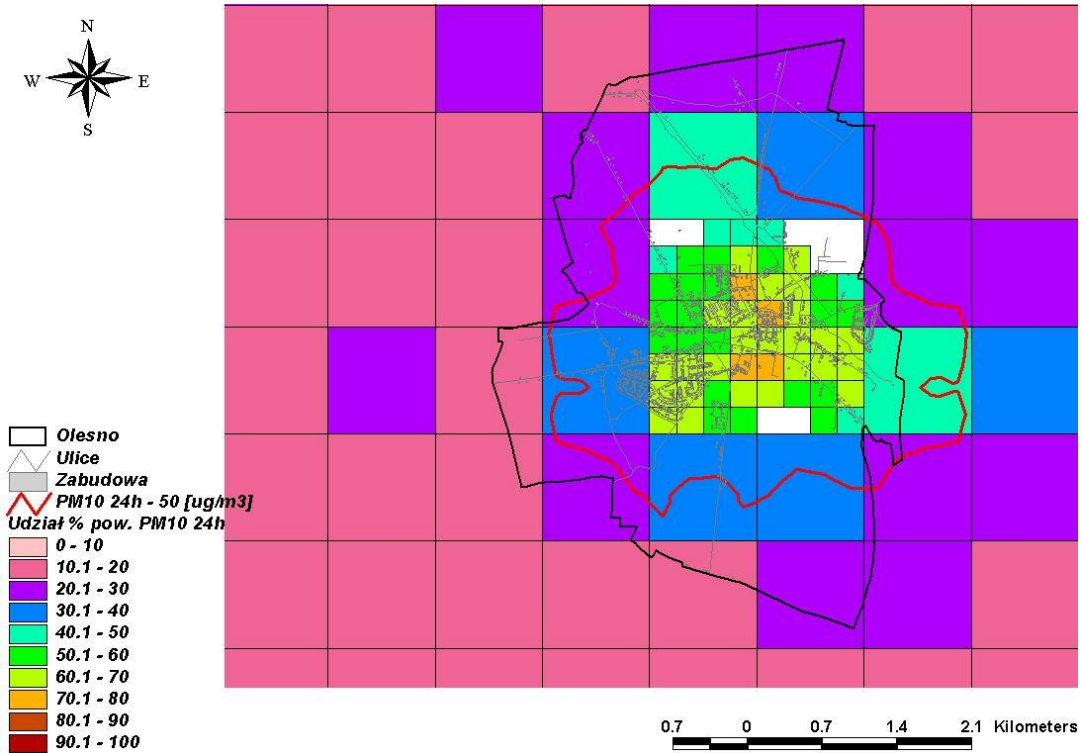 N
W E
S
Olesno
Ulice
Zabudowa
PM10 24h - 50 [ug/m3]
Udział % pow. PM10 24h
0 - 10
10.1 - 20
20.1 - 30
30.1 - 40
40.1 - 50
50.1 - 60
60.1 - 70
70.1 - 80
80.1 - 90
90.1 - 100
0.7 0 0.7 1.4 2.1 Kilometers